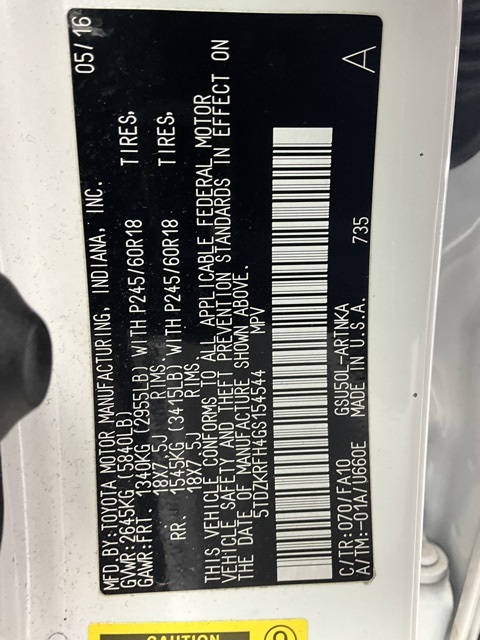 MFD.BY:TOYOTA MOTOR MANUFACTURING, INDIANA, INC. 05/16
GVWR:2645KG (5840LB)
GAWR:FRT. 1340KG (2955LB) WITH P245/60R18 TIRES,
18X7.5J RIMS
RR. 1545KG (3415LB) WITH P245/60R18 TIRES,
18X7.5J RIMS
THIS VEHICLE CONFORMS TO ALL APPLICABLE FEDERAL MOTOR
VEHICLE SAFETY AND THEFT PREVENTION STANDARDS IN EFFECT ON
THE DATE OF MANUFACTURE SHOWN ABOVE.
5TDZKRFH4GS154544 MPV
C/TR:0701FA10 GSU50L-ARTNKA 735 A
A/TM:-01A/U660E MADE IN U.S.A.